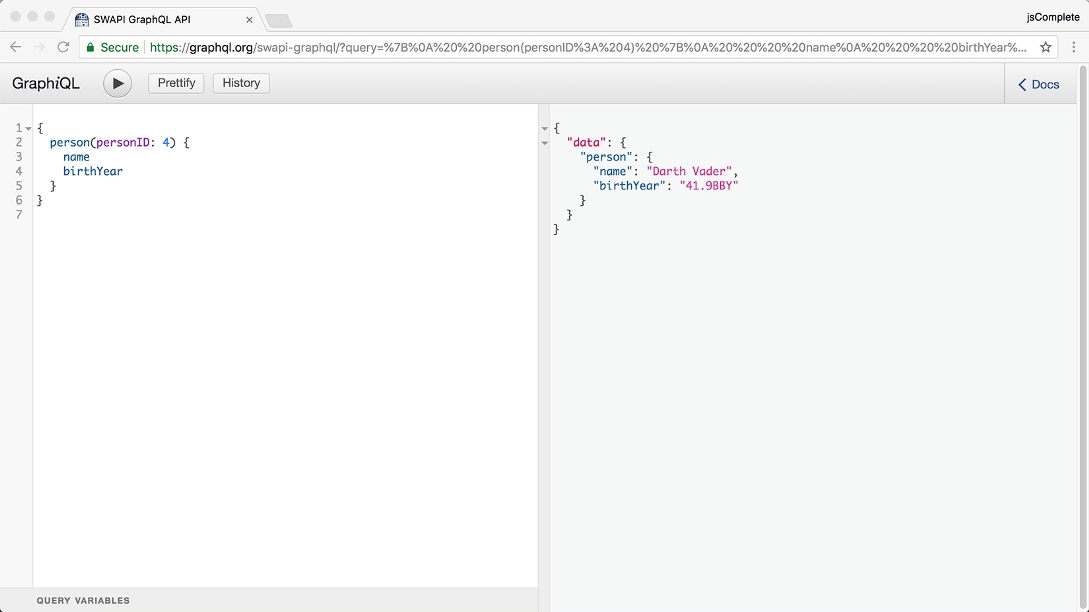 SWAPI GraphQL API
jsComplete
Secure https://graphql.org/swapi-graphql/?query=%7B%0A%20%20person(personID%3A%204)%20%7B%0A%20%20%20%20name%0A%20%20%20%20birthYear%...
GraphiQL Prettify History Docs
1 {
2 person(personID: 4) {
3 name
4 birthYear
5 }
6 }
7
{
"data": {
"person": {
"name": "Darth Vader",
"birthYear": "41.9BBY"
}
}
}
QUERY VARIABLES